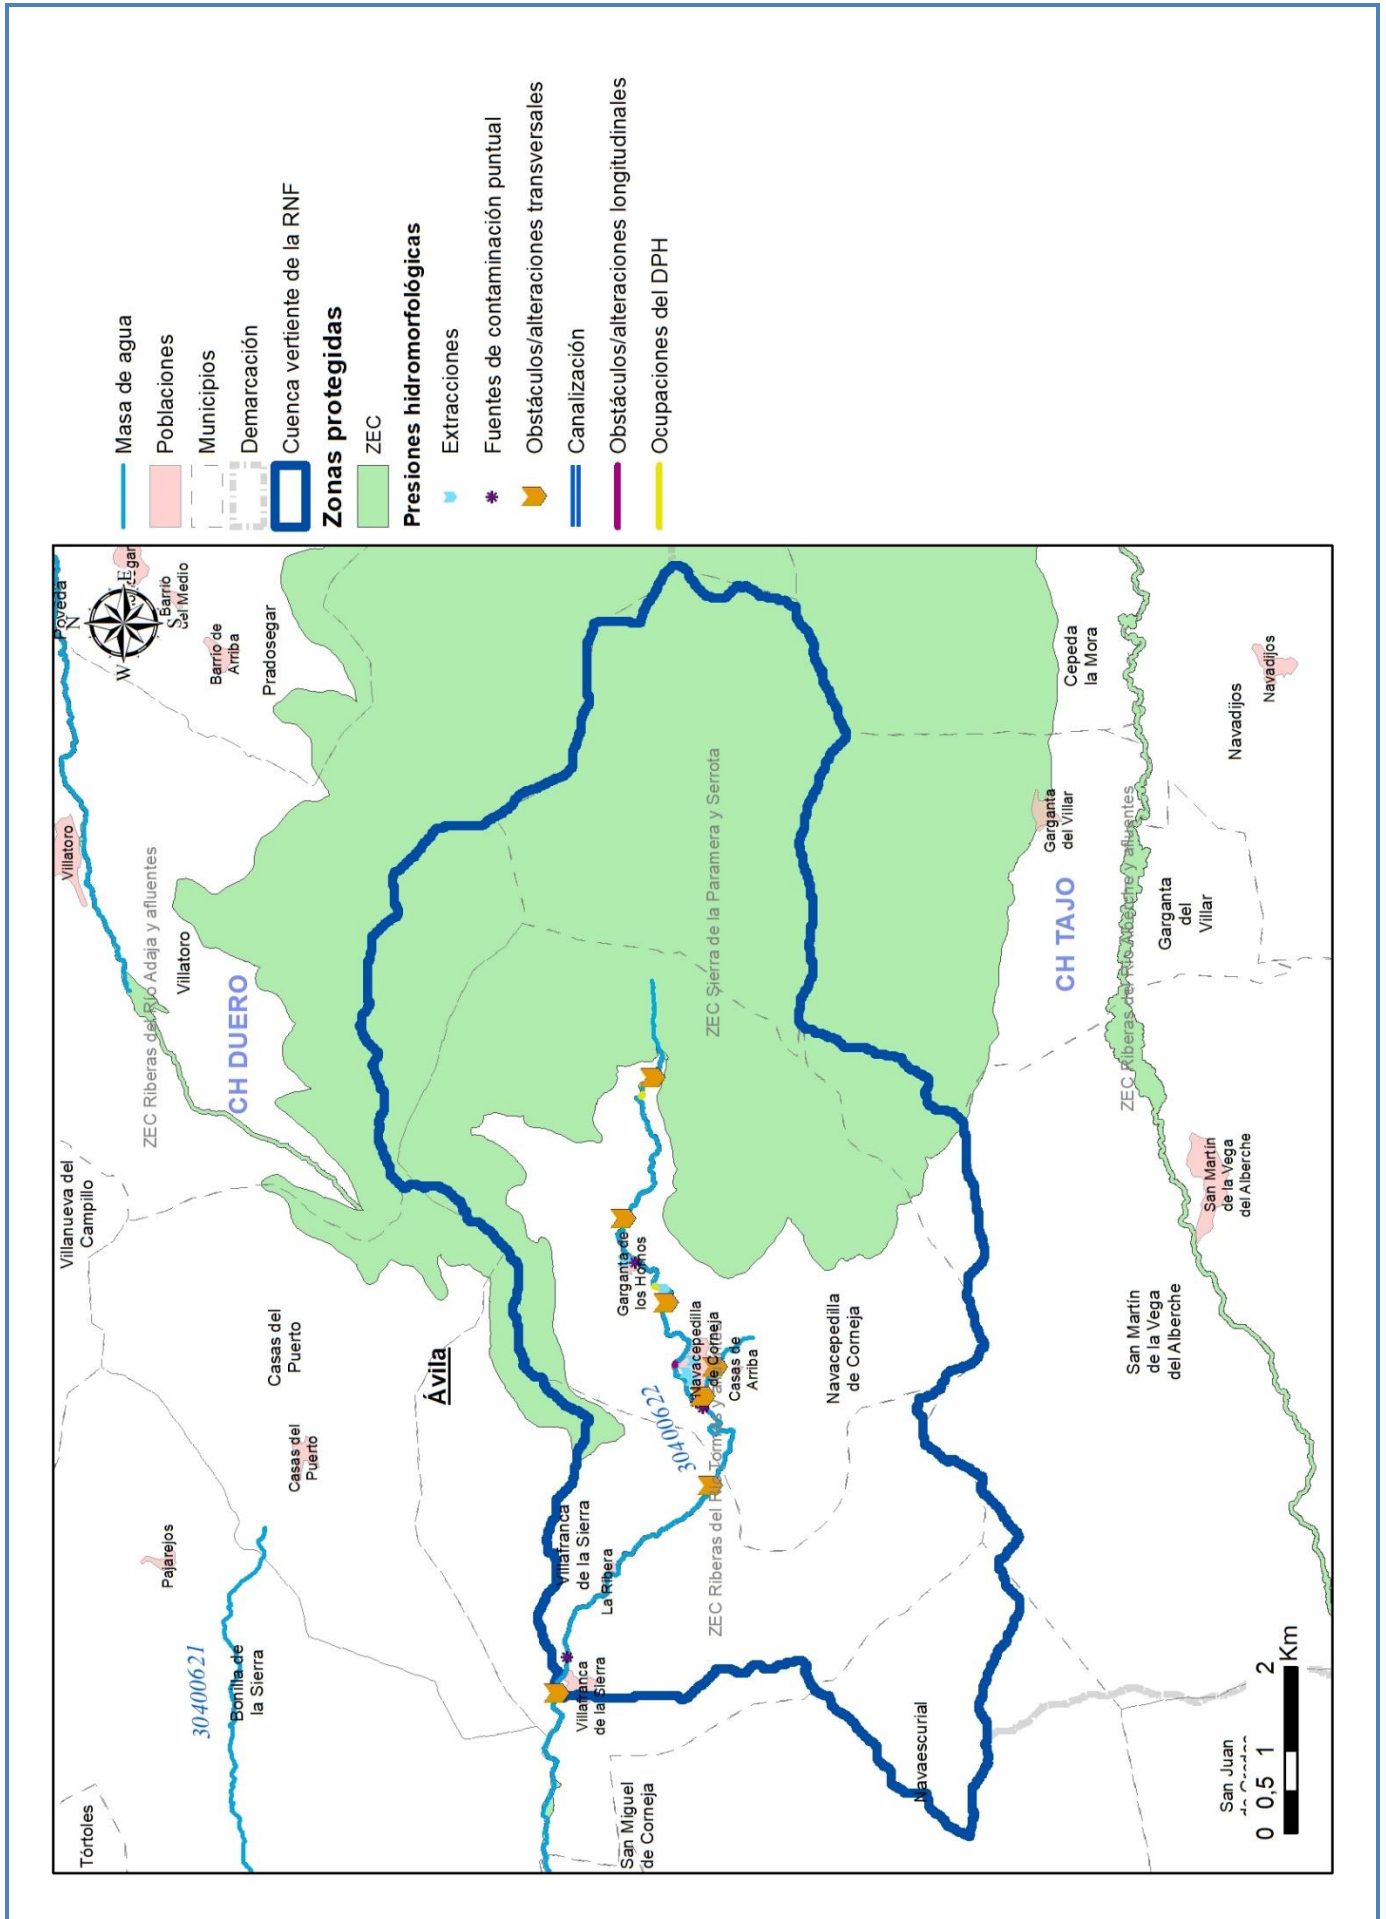 Poveda
N
E
S
W
Barrio
del Medio
Barrio de
Arriba
Pradosegar
Villatoro
ZEC Riberas del Río Adaja y afluentes
Villatoro
CH DUERO
Villanueva del
Campillo
Casas del
Puerto
Casas del
Puerto
Ávila
Pajarejos
30400621
Bonilla de
la Sierra
Tórtoles
ZEC Sierra de la Paramera y Serrota
Garganta de
los Hornos
Navacepedilla
de Corneja
Casas de
Arriba
30400622
Navacepedilla
de Corneja
ZEC Riberas del Río Tormes y afluentes
Villafranca
de la Sierra
La Ribera
Villafranca
de la Sierra
San Miguel
de Corneja
Navaescurial
Cepeda
la Mora
Garganta
del Villar
CH TAJO
ZEC Riberas del Río Alberche y afluentes
Garganta
del
Villar
Navadijos
Navadijos
San Martín
de la Vega
del Alberche
San Martín
de la Vega
del Alberche
San Juan
de Gredos
0 0,5 1 2
Km
Masa de agua
Poblaciones
Municipios
Demarcación
Cuenca vertiente de la RNF
Zonas protegidas
ZEC
Presiones hidromorfológicas
Extracciones
Fuentes de contaminación puntual
Obstáculos/alteraciones transversales
Canalización
Obstáculos/alteraciones longitudinales
Ocupaciones del DPH